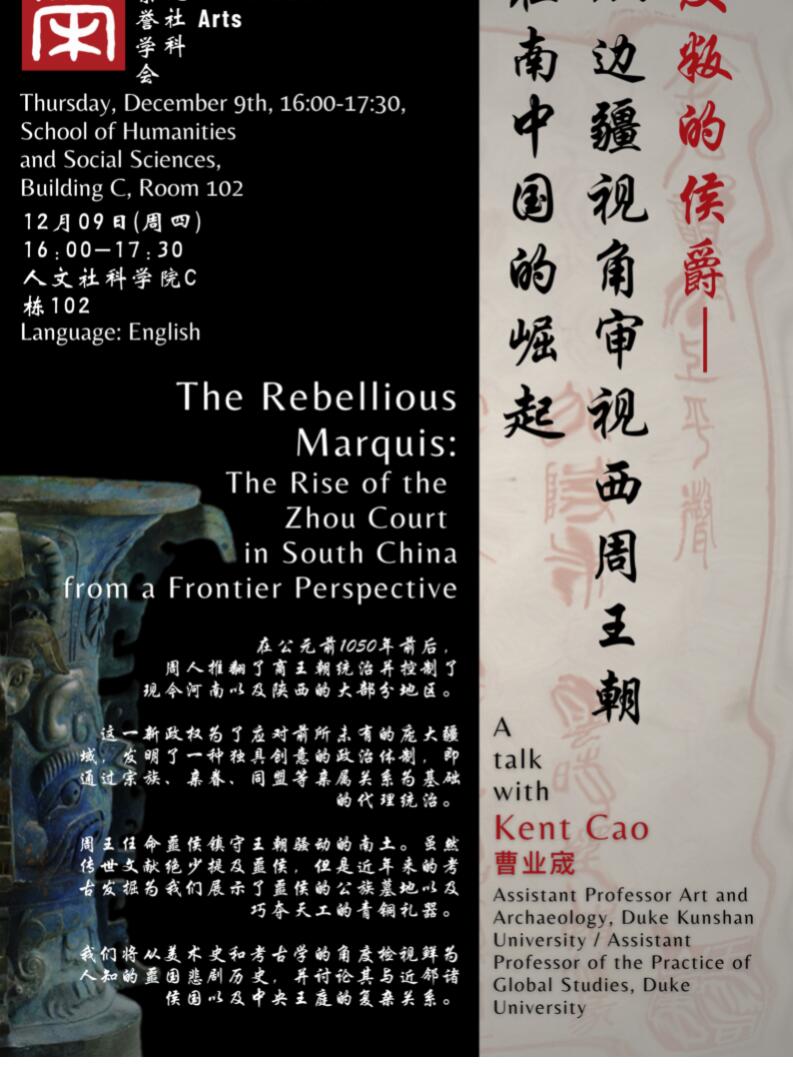 誉学会
社科
Arts
Thursday, December 9th, 16:00-17:30,
School of Humanities
and Social Sciences,
Building C, Room 102
12月09日(周四)
16:00—17:30
人文社科学院C
栋102
Language: English
The Rebellious
Marquis:
The Rise of the
Zhou Court
in South China
from a Frontier Perspective
叛的侯爵——
边疆视角审视西周王朝
南中国的崛起
在公元前1050年前后,
周人推翻了商王朝统治并控制了
现今河南以及陕西的大部分地区。
这一新政权为了应对前所未有的庞大疆
域,发明了一种独具创意的政治体制,即
通过宗族、亲眷、同盟等亲属关系为基础
的代理统治。
周王任命噩侯镇守王朝骚动的南土。虽然
传世文献绝少提及噩侯,但是近年来的考
古发掘为我们展示了噩侯的公族墓地以及
巧夺天工的青铜礼器。
我们将从美术史和考古学的角度检视鲜为
人知的噩国悲剧历史,并讨论其与近邻诸
侯国以及中央王庭的复杂关系。
A
talk
with
Kent Cao
曹业宬
Assistant Professor Art and
Archaeology, Duke Kunshan
University / Assistant
Professor of the Practice of
Global Studies, Duke
University